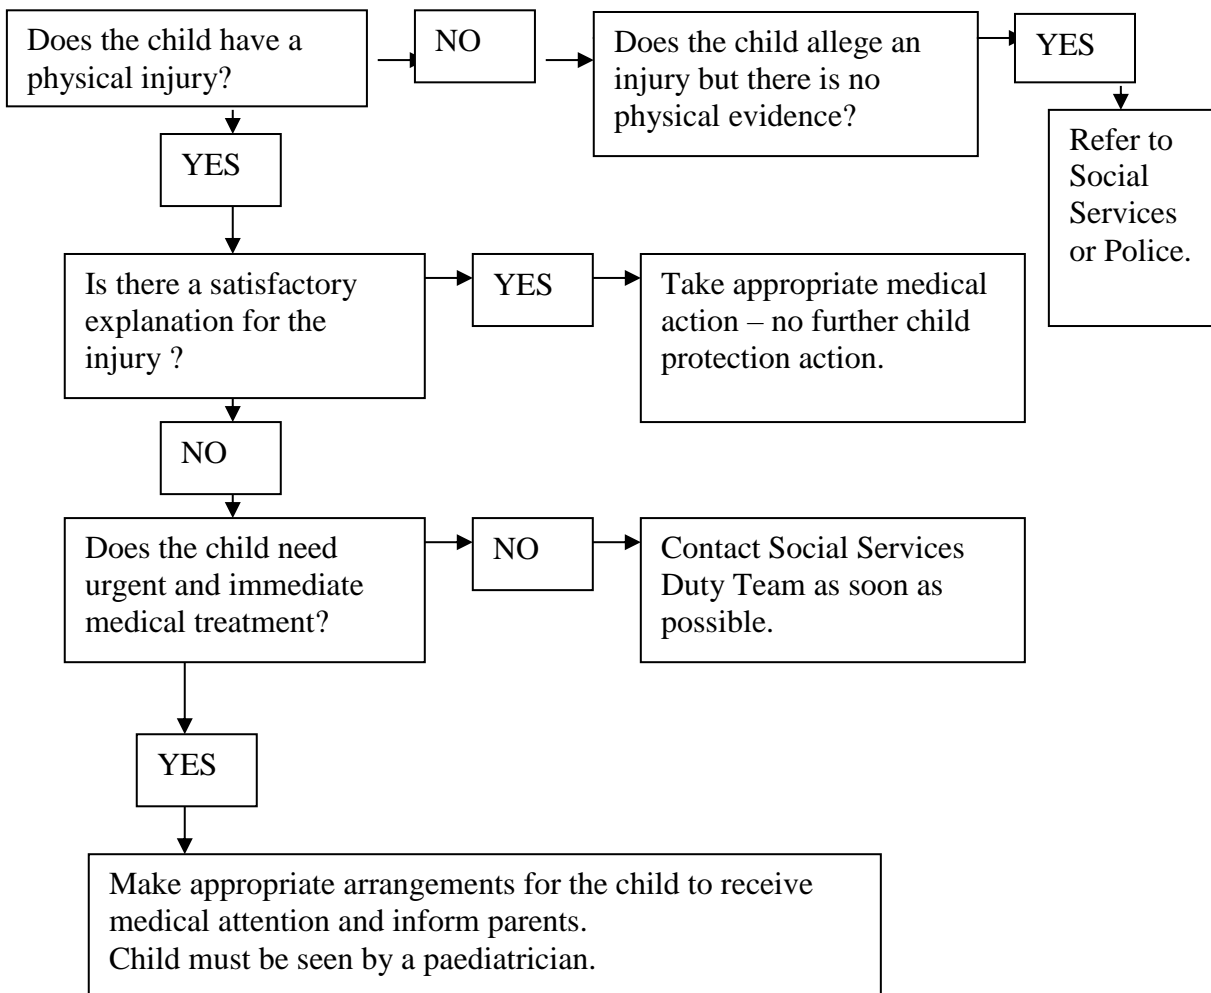 Does the child have a
physical injury?
NO
Does the child allege an
injury but there is no
physical evidence?
YES
Refer to
Social
Services
or Police.
YES
Is there a satisfactory
explanation for the
injury ?
YES
Take appropriate medical
action – no further child
protection action.
NO
Does the child need
urgent and immediate
medical treatment?
NO
Contact Social Services
Duty Team as soon as
possible.
YES
Make appropriate arrangements for the child to receive
medical attention and inform parents.
Child must be seen by a paediatrician.